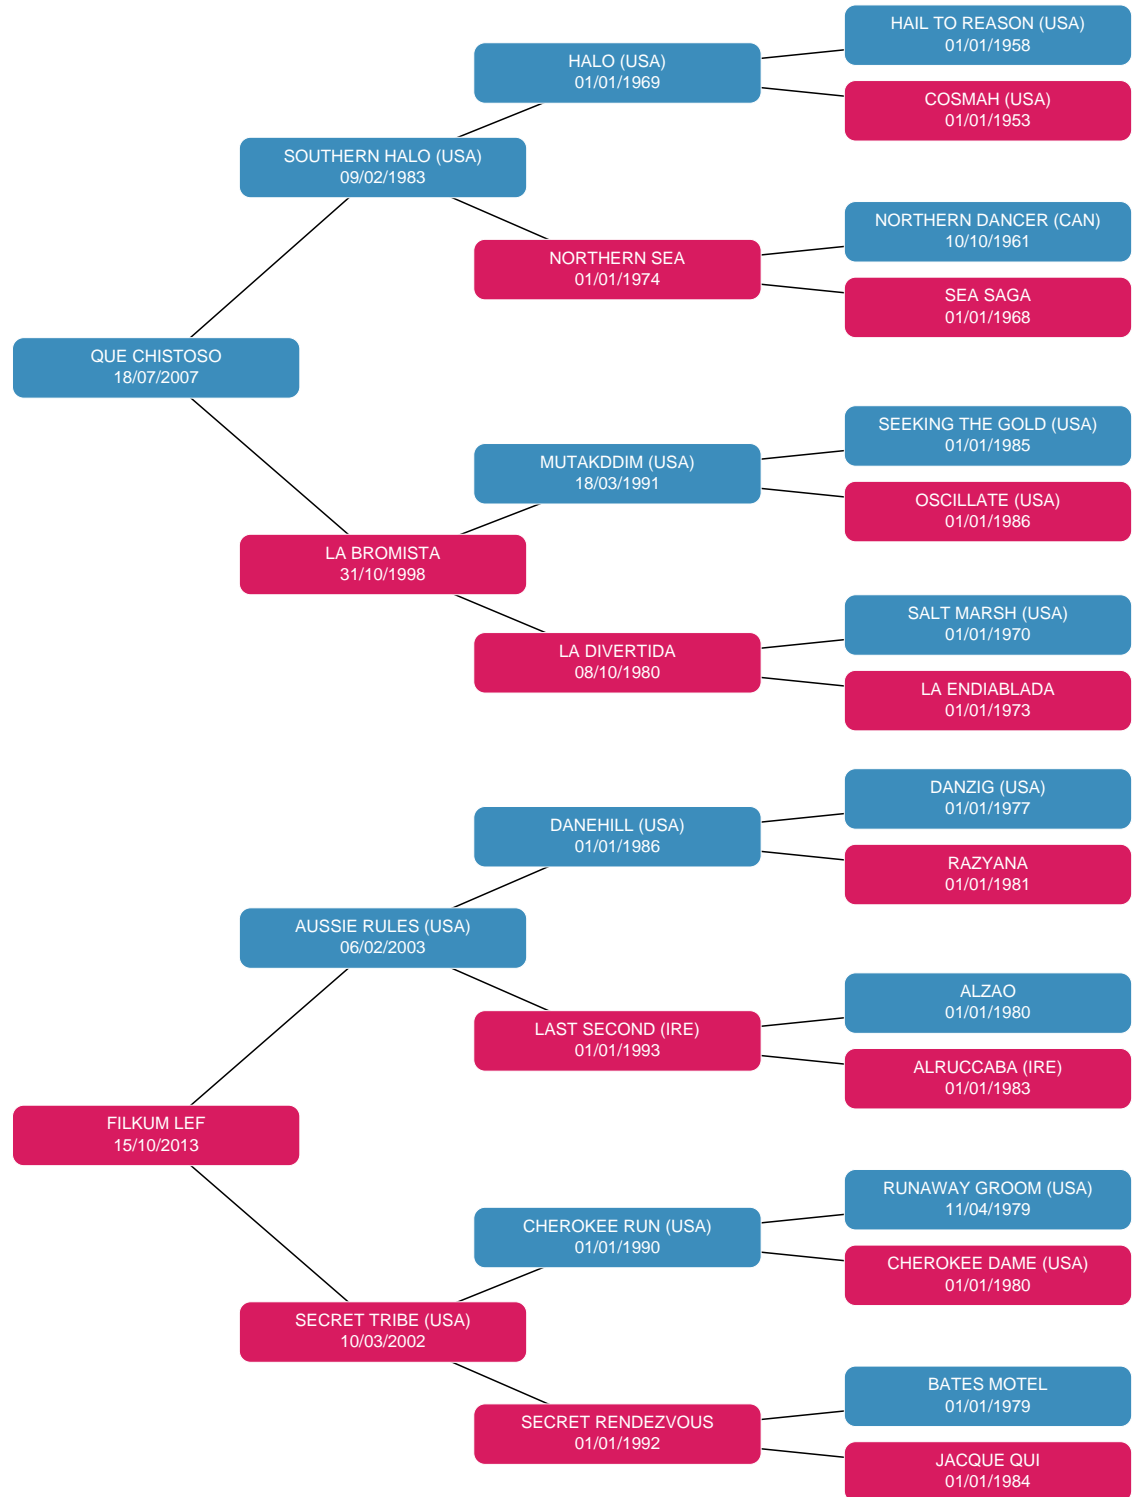 HAIL TO REASON (USA)
01/01/1958
HALO (USA)
01/01/1969
COSMAH (USA)
01/01/1953
SOUTHERN HALO (USA)
09/02/1983
NORTHERN DANCER (CAN)
10/10/1961
NORTHERN SEA
01/01/1974
SEA SAGA
01/01/1968
QUE CHISTOSO
18/07/2007
SEEKING THE GOLD (USA)
01/01/1985
MUTAKDDIM (USA)
18/03/1991
OSCILLATE (USA)
01/01/1986
LA BROMISTA
31/10/1998
SALT MARSH (USA)
01/01/1970
LA DIVERTIDA
08/10/1980
LA ENDIABLADA
01/01/1973
DANZIG (USA)
01/01/1977
DANEHILL (USA)
01/01/1986
RAZYANA
01/01/1981
AUSSIE RULES (USA)
06/02/2003
ALZAO
01/01/1980
LAST SECOND (IRE)
01/01/1993
ALRUCCABA (IRE)
01/01/1983
FILKUM LEF
15/10/2013
RUNAWAY GROOM (USA)
11/04/1979
CHEROKEE RUN (USA)
01/01/1990
CHEROKEE DAME (USA)
01/01/1980
SECRET TRIBE (USA)
10/03/2002
BATES MOTEL
01/01/1979
SECRET RENDEZVOUS
01/01/1992
JACQUE QUI
01/01/1984